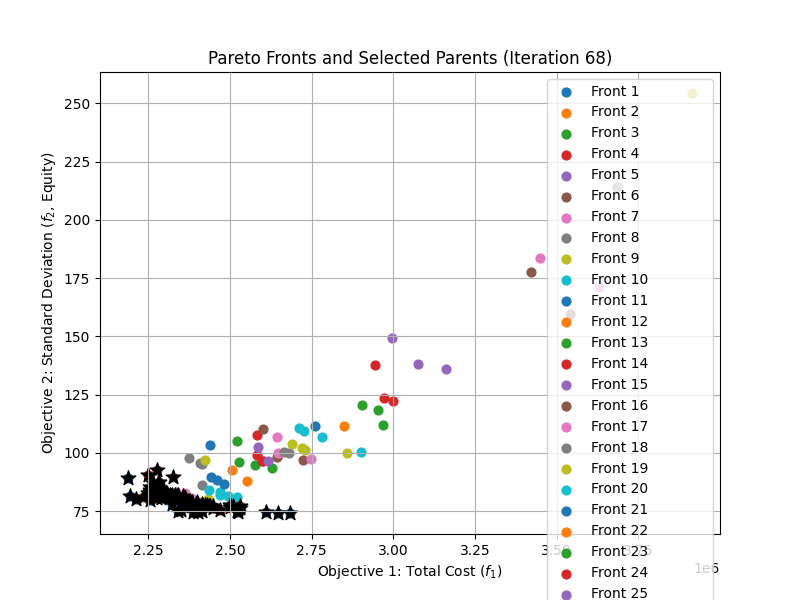 Pareto Fronts and Selected Parents (Iteration 68)
Objective 2: Standard Deviation (f₂, Equity)
250
225
200
175
150
125
100
75
2.25
2.50
2.75
3.00
3.25
3.50
3.75
1e6
Objective 1: Total Cost (f₁)
Front 1
Front 2
Front 3
Front 4
Front 5
Front 6
Front 7
Front 8
Front 9
Front 10
Front 11
Front 12
Front 13
Front 14
Front 15
Front 16
Front 17
Front 18
Front 19
Front 20
Front 21
Front 22
Front 23
Front 24
Front 25